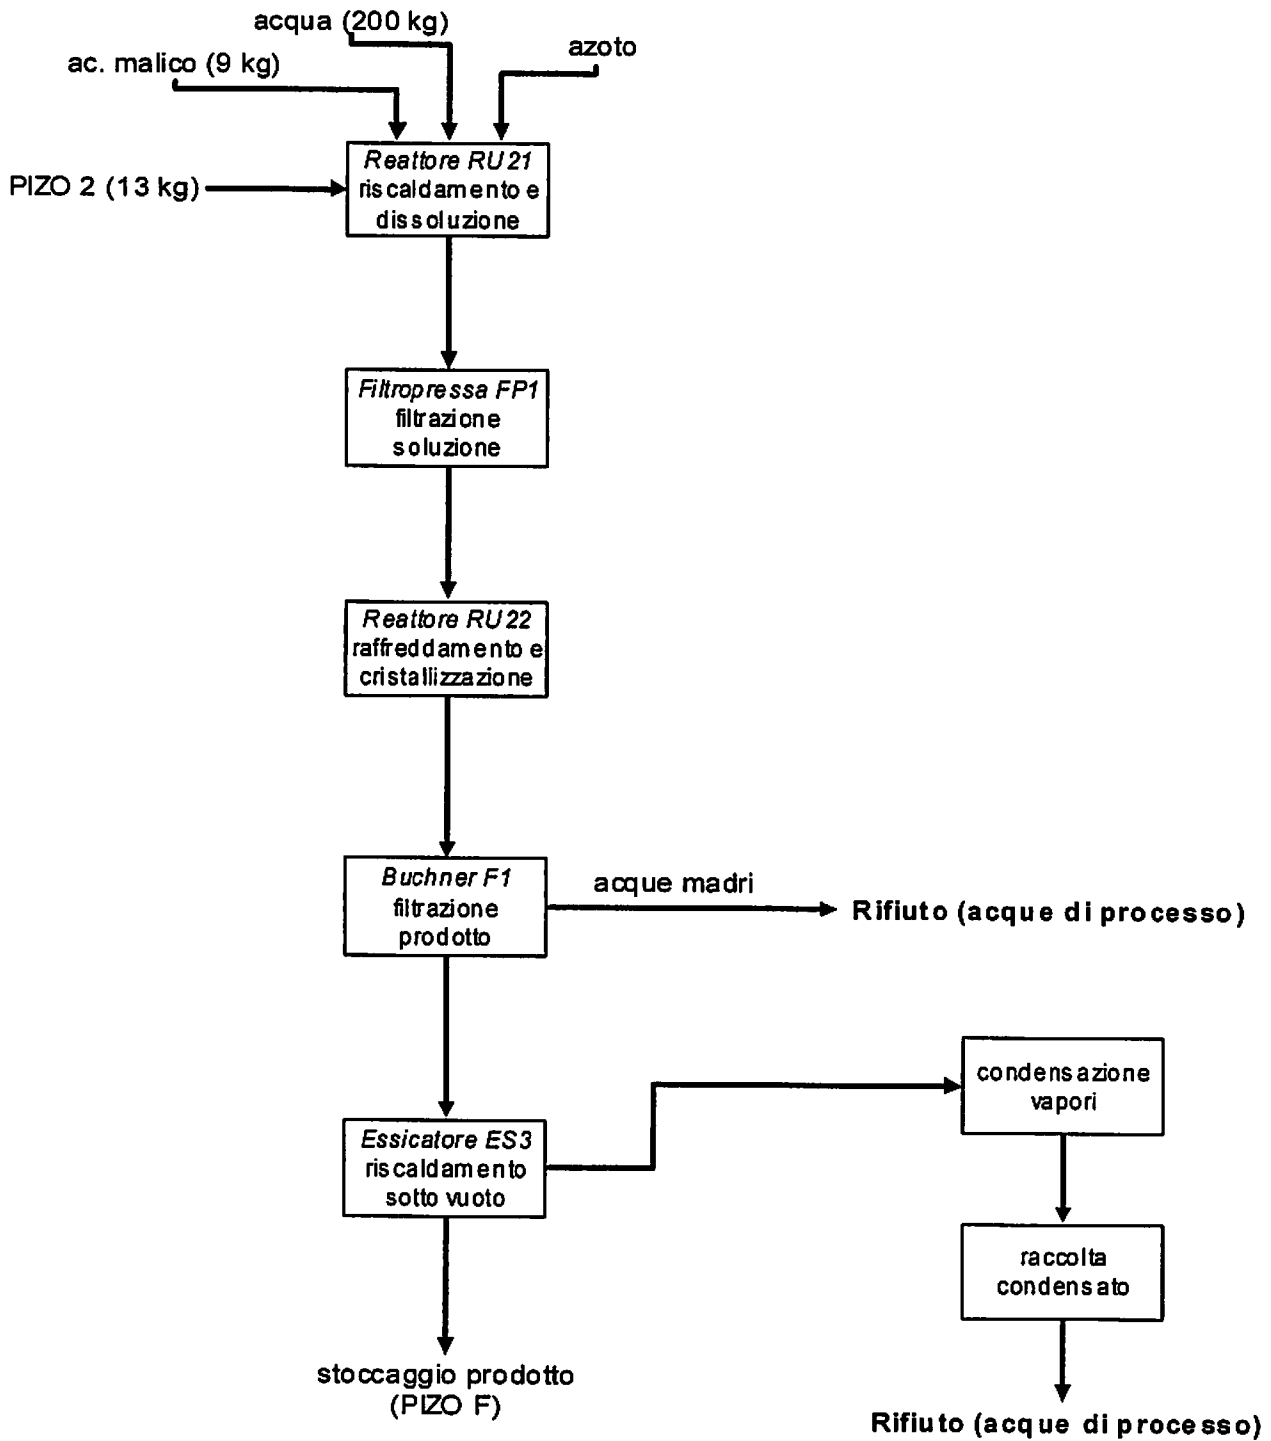 acqua (200 kg)
azoto
ac. malico (9 kg)
PIZO 2 (13 kg)
Reattore RU21
riscaldamento e
dissoluzione
Filtropressa FP1
filtrazione
soluzione
Reattore RU22
raffreddamento e
cristallizzazione
Buchner F1
filtrazione
prodotto
acque madri
Rifiuto (acque di processo)
condensazione
vapori
Essicatore ES3
riscaldamento
sotto vuoto
raccolta
condensato
stoccaggio prodotto
(PIZO F)
Rifiuto (acque di processo)